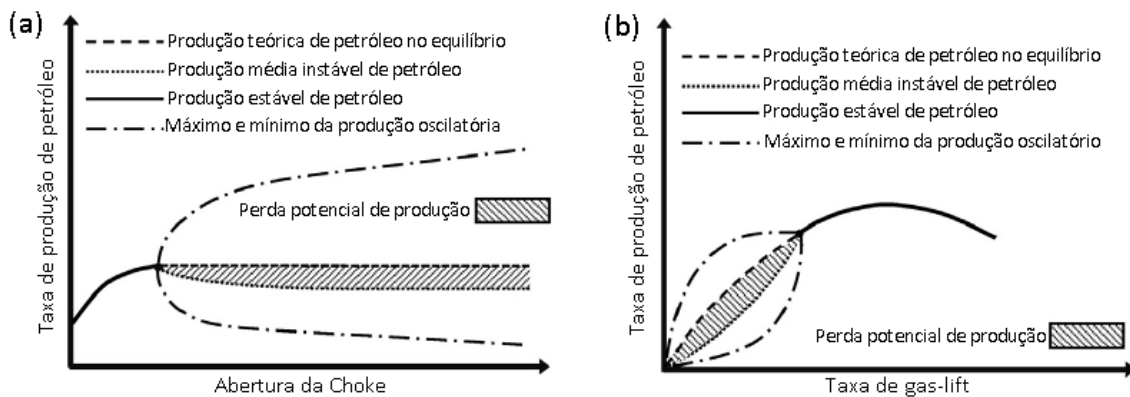 (a)
Taxa de produção de petróleo
Produção teórica de petróleo no equilíbrio
Produção média instável de petróleo
Produção estável de petróleo
Máximo e mínimo da produção oscilatória
Perda potencial de produção
Abertura da Choke
(b)
Taxa de produção de petróleo
Produção teórica de petróleo no equilíbrio
Produção média instável de petróleo
Produção estável de petróleo
Máximo e mínimo da produção oscilatório
Perda potencial de produção
Taxa de gas-lift